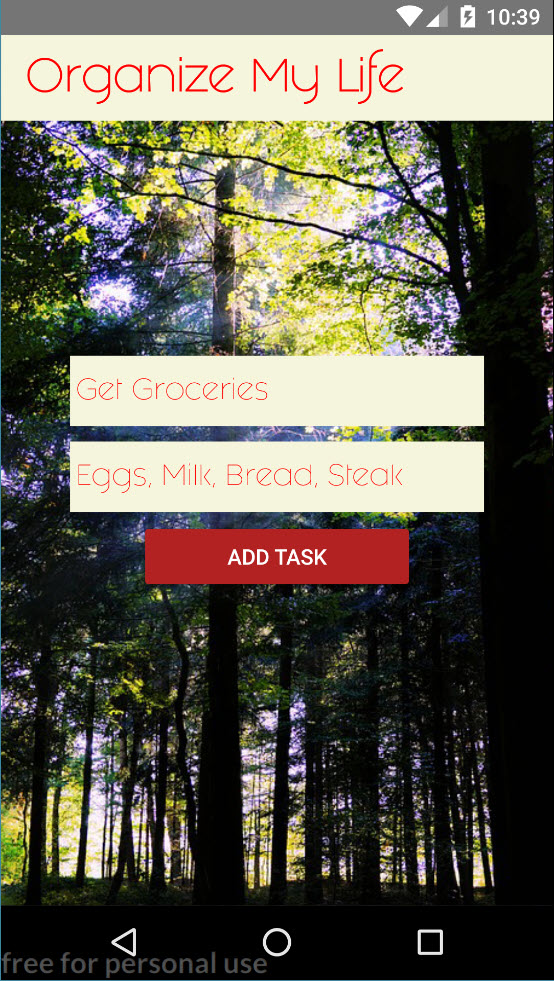 10:39
Organize My Life
Get Groceries
Eggs, Milk, Bread, Steak
ADD TASK
free for personal use